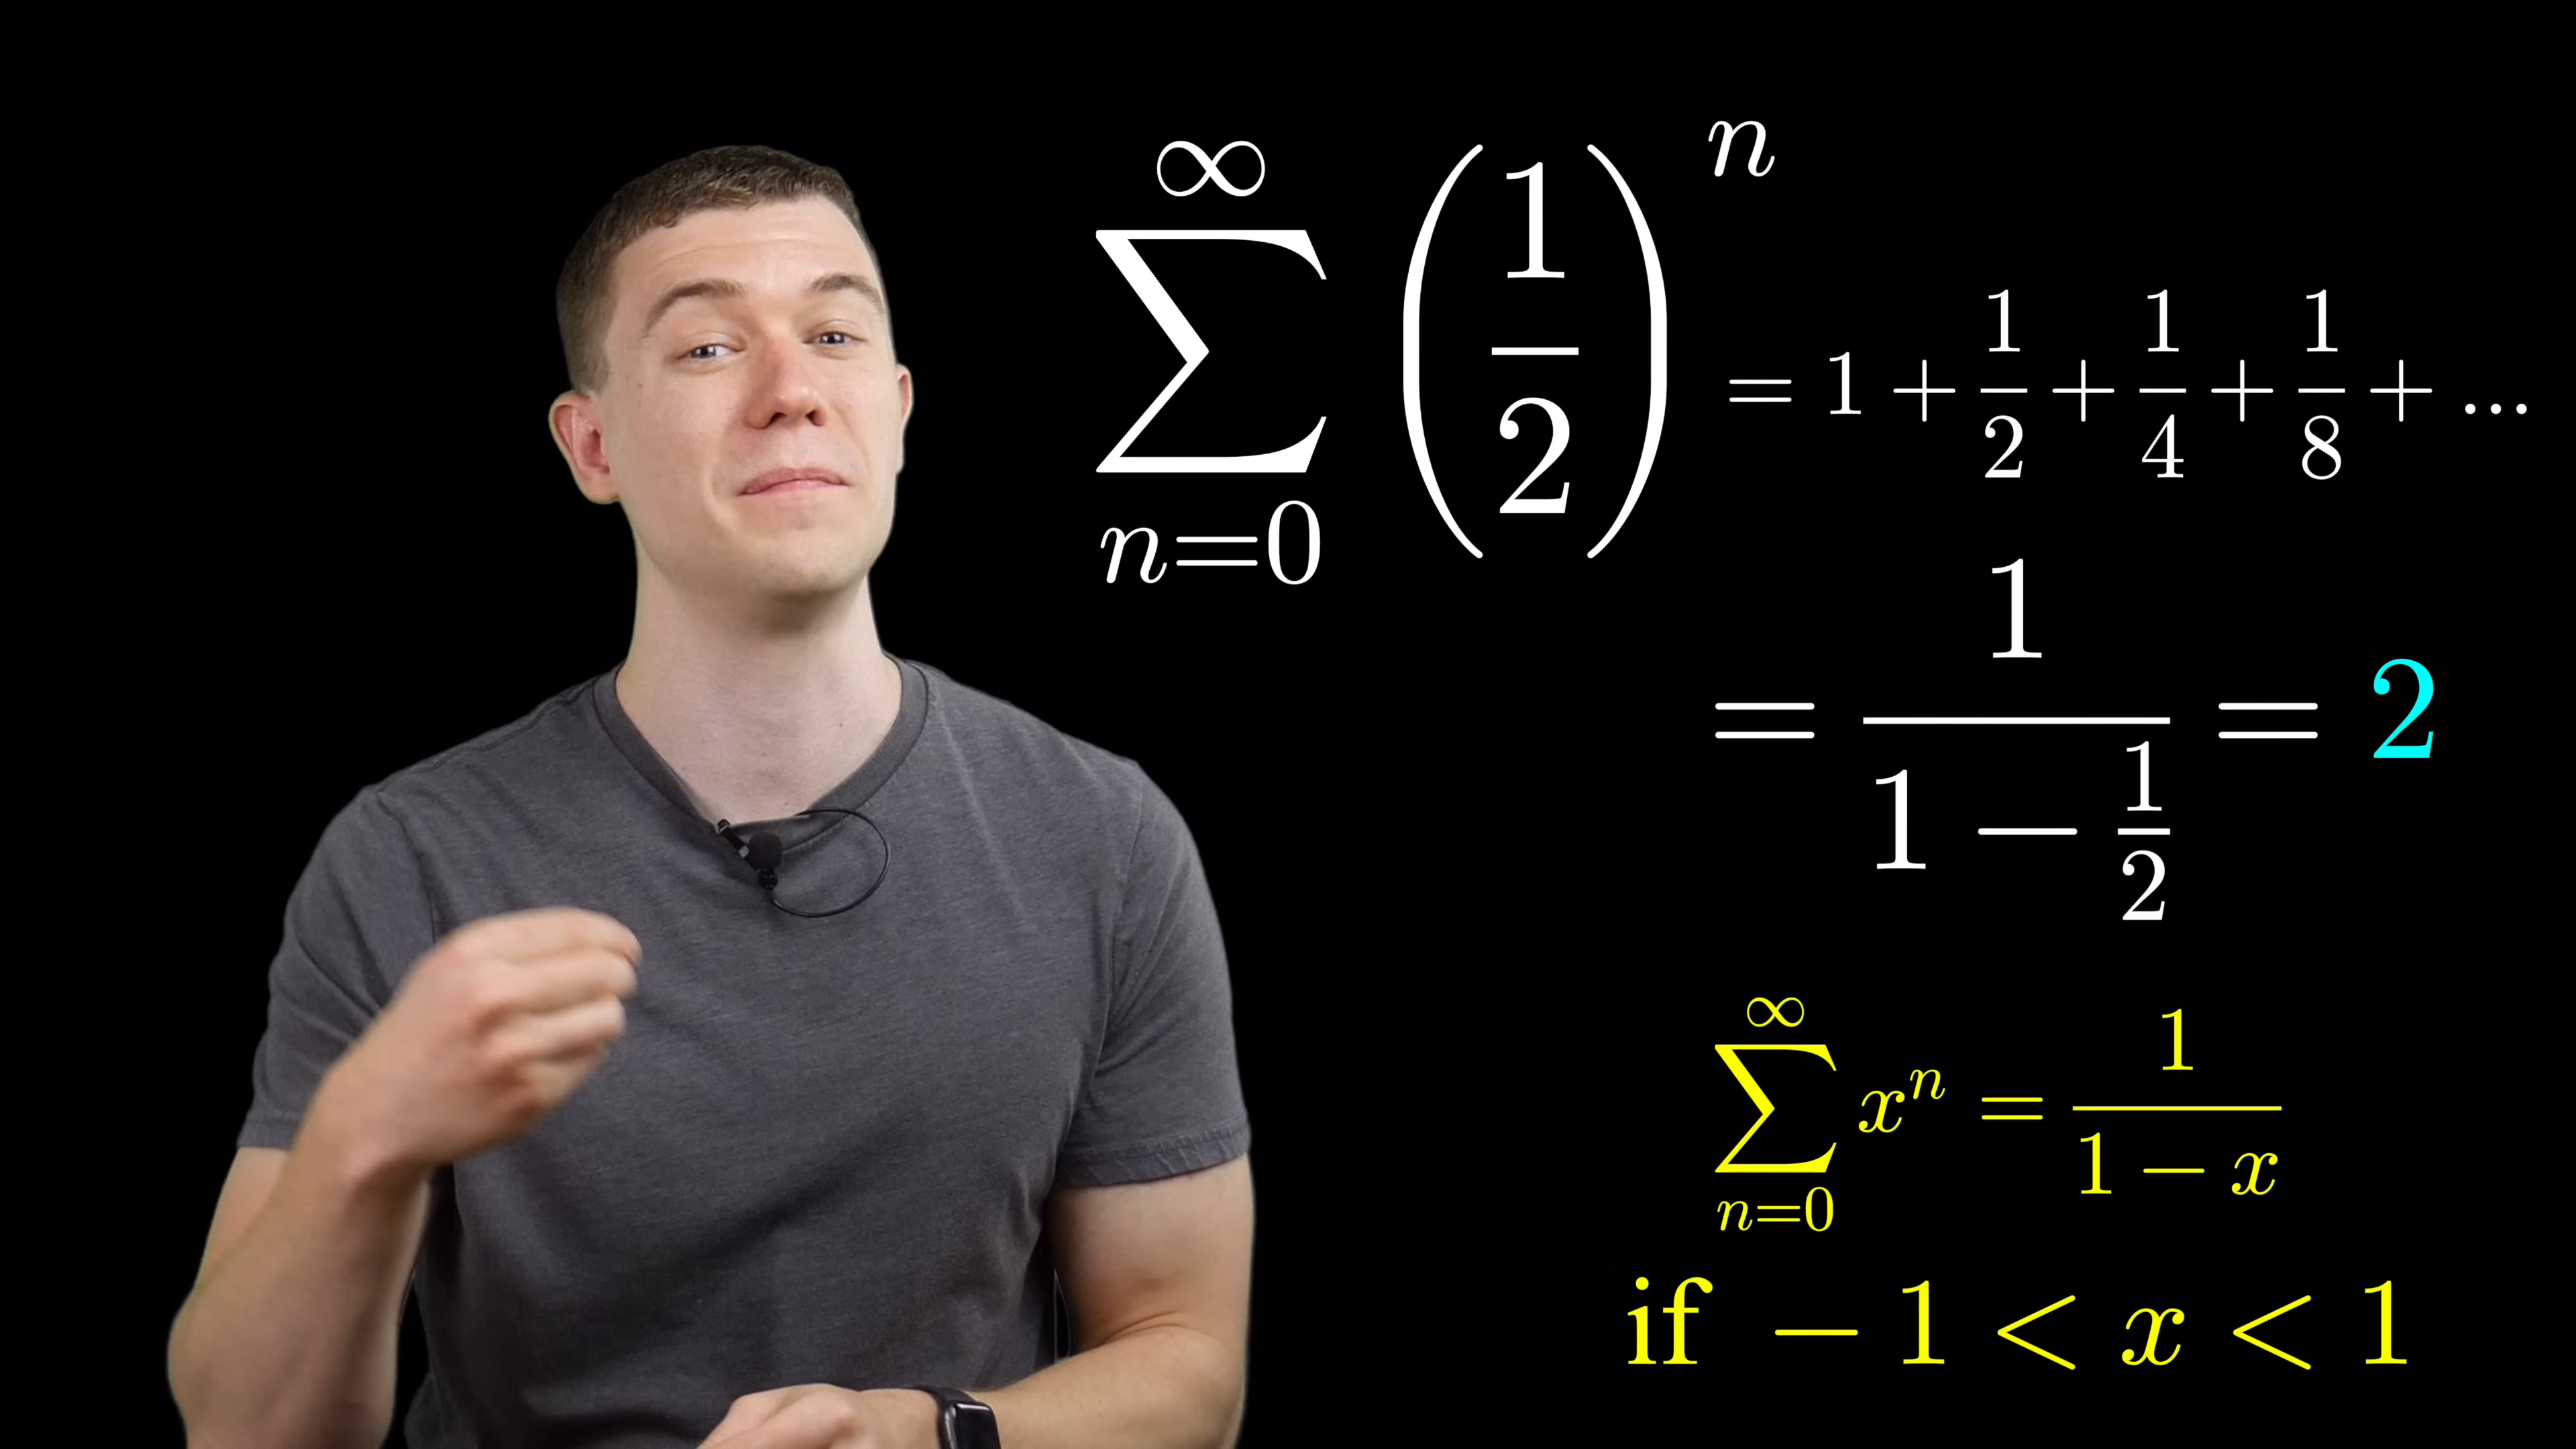 ∞
∑ (1/2)ⁿ = 1 + 1/2 + 1/4 + 1/8 + ...
n=0
= 1/(1 − 1/2) = 2
∞
∑ xⁿ = 1/(1 − x)
n=0
if −1 < x < 1